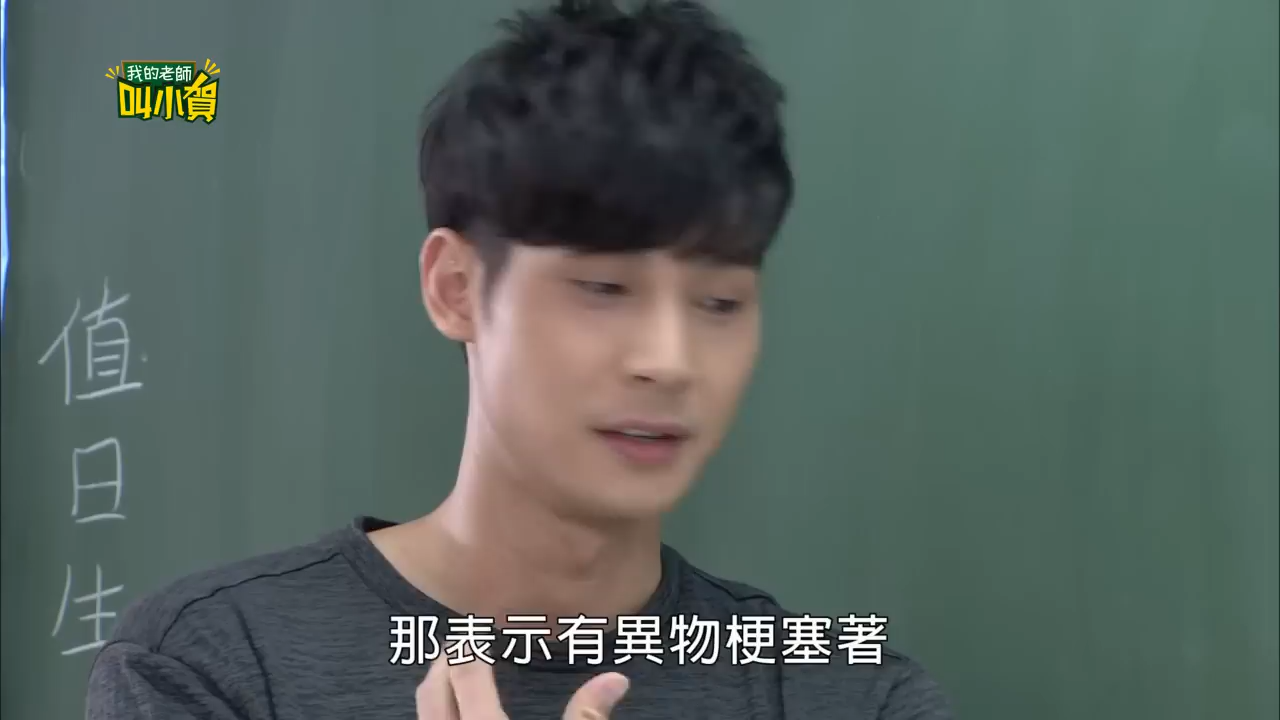 我的老師
叫小賀
值日生
那表示有異物梗塞著